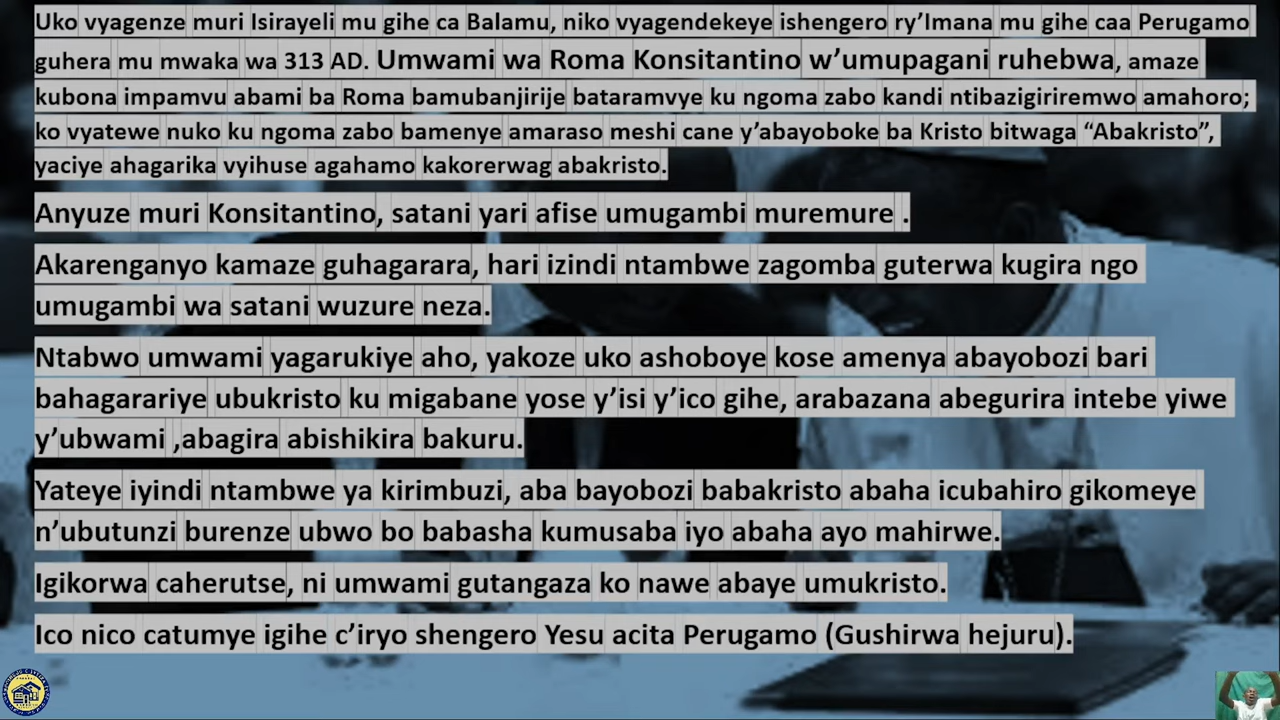 Uko vyagenze muri Isirayeli mu gihe ca Balamu, niko vyagendekeye ishengero ry’Imana mu gihe caa Perugamo
guhera mu mwaka wa 313 AD. Umwami wa Roma Konsitantino w’umupagani ruhebwa, amaze
kubona impamvu abami ba Roma bamubanjirije bataramvye ku ngoma zabo kandi ntibazigiriremwo amahoro;
ko vyatewe nuko ku ngoma zabo bamenye amaraso meshi cane y’abayoboke ba Kristo bitwaga “Abakristo”,
yaciye ahagarika vyihuse agahamo kakorerwag abakristo.
Anyuze muri Konsitantino, satani yari afise umugambi muremure .
Akarenganyo kamaze guhagarara, hari izindi ntambwe zagomba guterwa kugira ngo
umugambi wa satani wuzure neza.
Ntabwo umwami yagarukiye aho, yakoze uko ashoboye kose amenya abayobozi bari
bahagarariye ubukristo ku migabane yose y’isi y’ico gihe, arabazana abegurira intebe yiwe
y’ubwami ,abagira abishikira bakuru.
Yateye iyindi ntambwe ya kirimbuzi, aba bayobozi babakristo abaha icubahiro gikomeye
n’ubutunzi burenze ubwo bo babasha kumusaba iyo abaha ayo mahirwe.
Igikorwa caherutse, ni umwami gutangaza ko nawe abaye umukristo.
Ico nico catumye igihe c’iryo shengero Yesu acita Perugamo (Gushirwa hejuru).